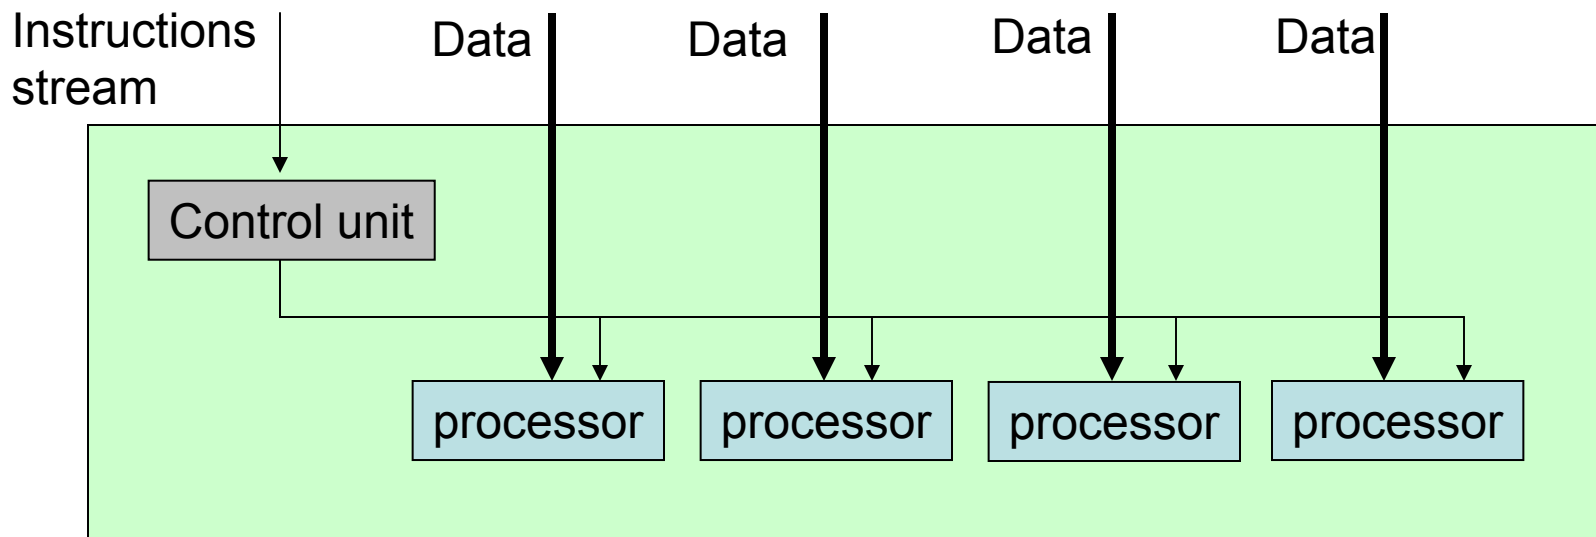 Instructions
stream
Data
Data
Data
Data
Control unit
processor
processor
processor
processor